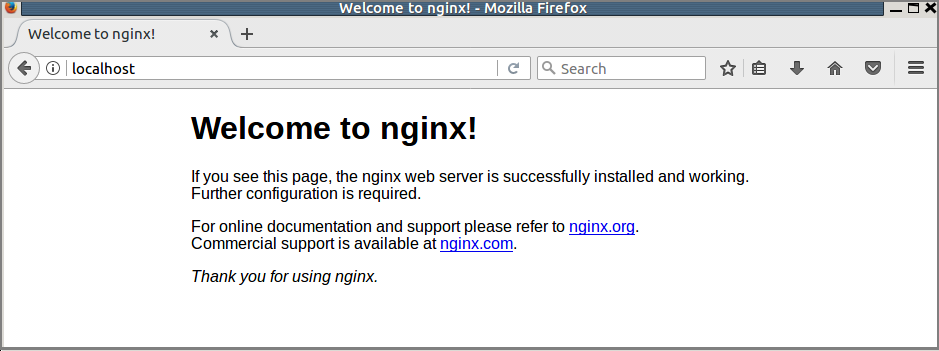 Welcome to nginx! - Mozilla Firefox
Welcome to nginx!
localhost
Search
Welcome to nginx!
If you see this page, the nginx web server is successfully installed and working.
Further configuration is required.
For online documentation and support please refer to nginx.org.
Commercial support is available at nginx.com.
Thank you for using nginx.